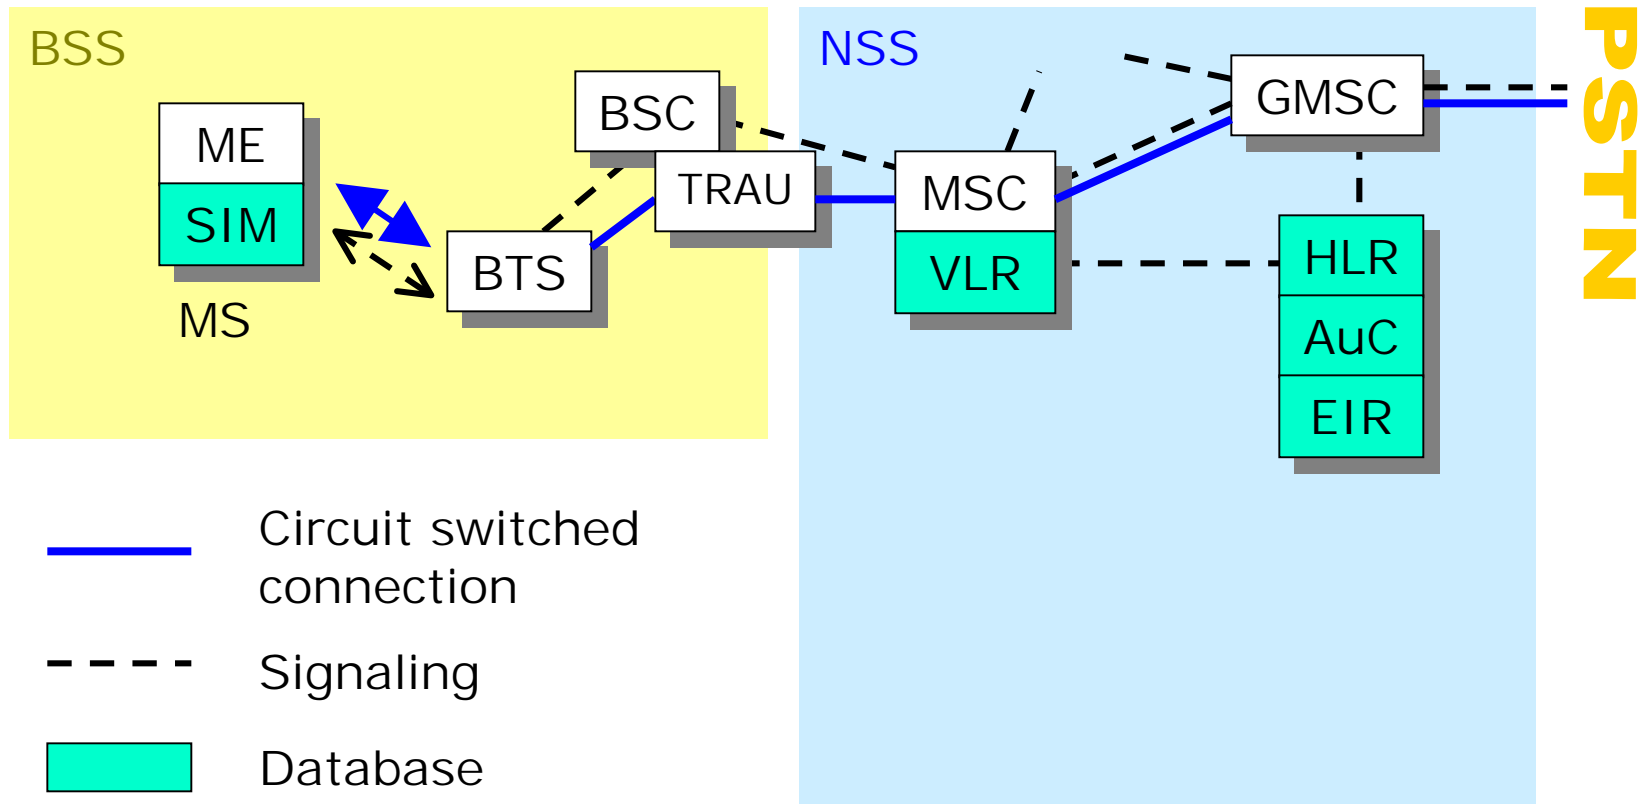 BSS
NSS
PSTN
ME
SIM
MS
BSC
TRAU
BTS
MSC
VLR
GMSC
HLR
AuC
EIR
Circuit switched
connection
Signaling
Database